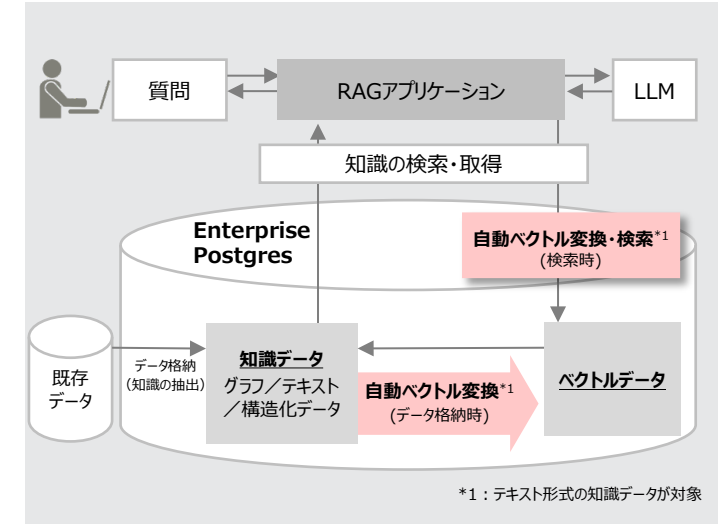 質問
RAGアプリケーション
LLM
知識の検索・取得
Enterprise
Postgres
自動ベクトル変換・検索*1
(検索時)
既存
データ
データ格納
(知識の抽出)
知識データ
グラフ／テキスト
／構造化データ
自動ベクトル変換*1
(データ格納時)
ベクトルデータ
*1：テキスト形式の知識データが対象